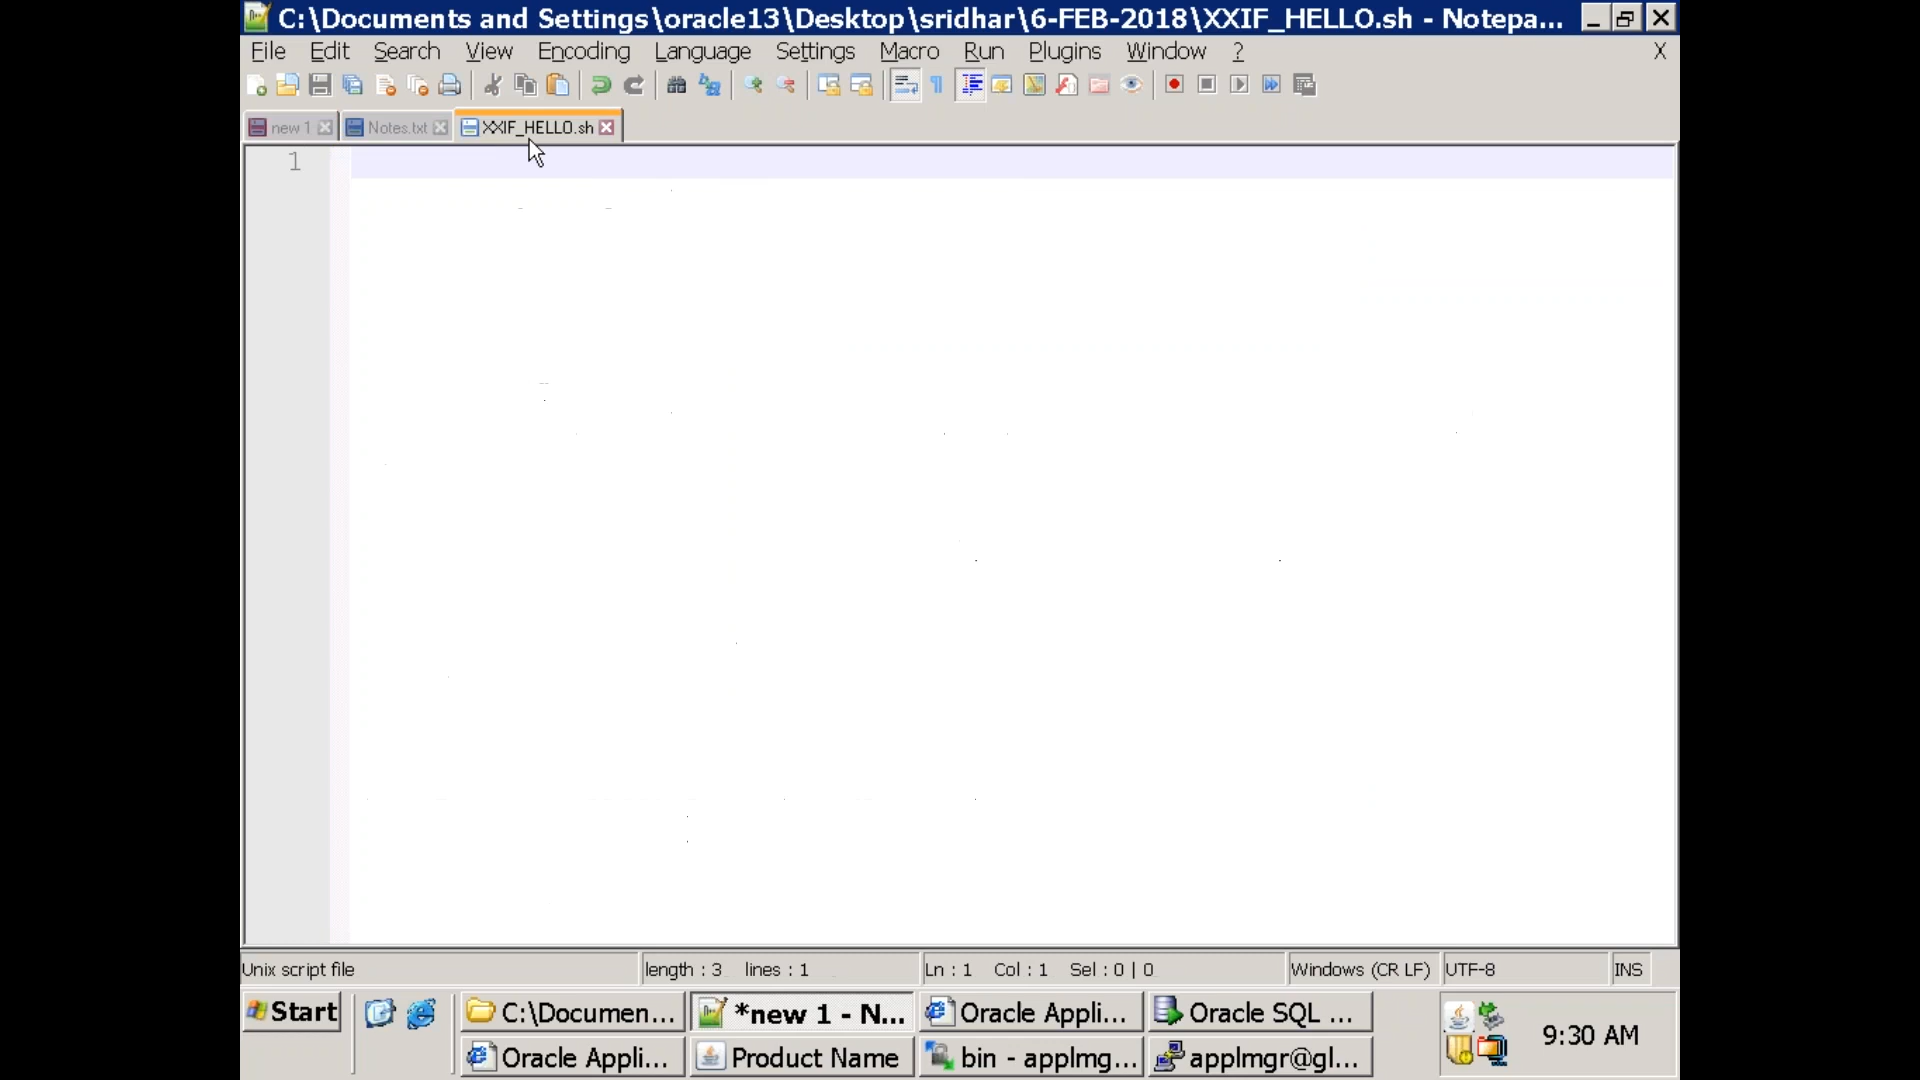 C:\Documents and Settings\oracle13\Desktop\sridhar\6-FEB-2018\XXIF_HELLO.sh - Notepa...
File Edit Search View Encoding Language Settings Macro Run Plugins Window ? X
new 1 Notes.txt XXIF_HELLO.sh
1
Unix script file length : 3 lines : 1 Ln : 1 Col : 1 Sel : 0 | 0 Windows (CR LF) UTF-8 INS
Start C:\Documen... *new 1 - N... Oracle Appli... Oracle SQL ...
Oracle Appli... Product Name bin - applmg... applmgr@gl...
9:30 AM